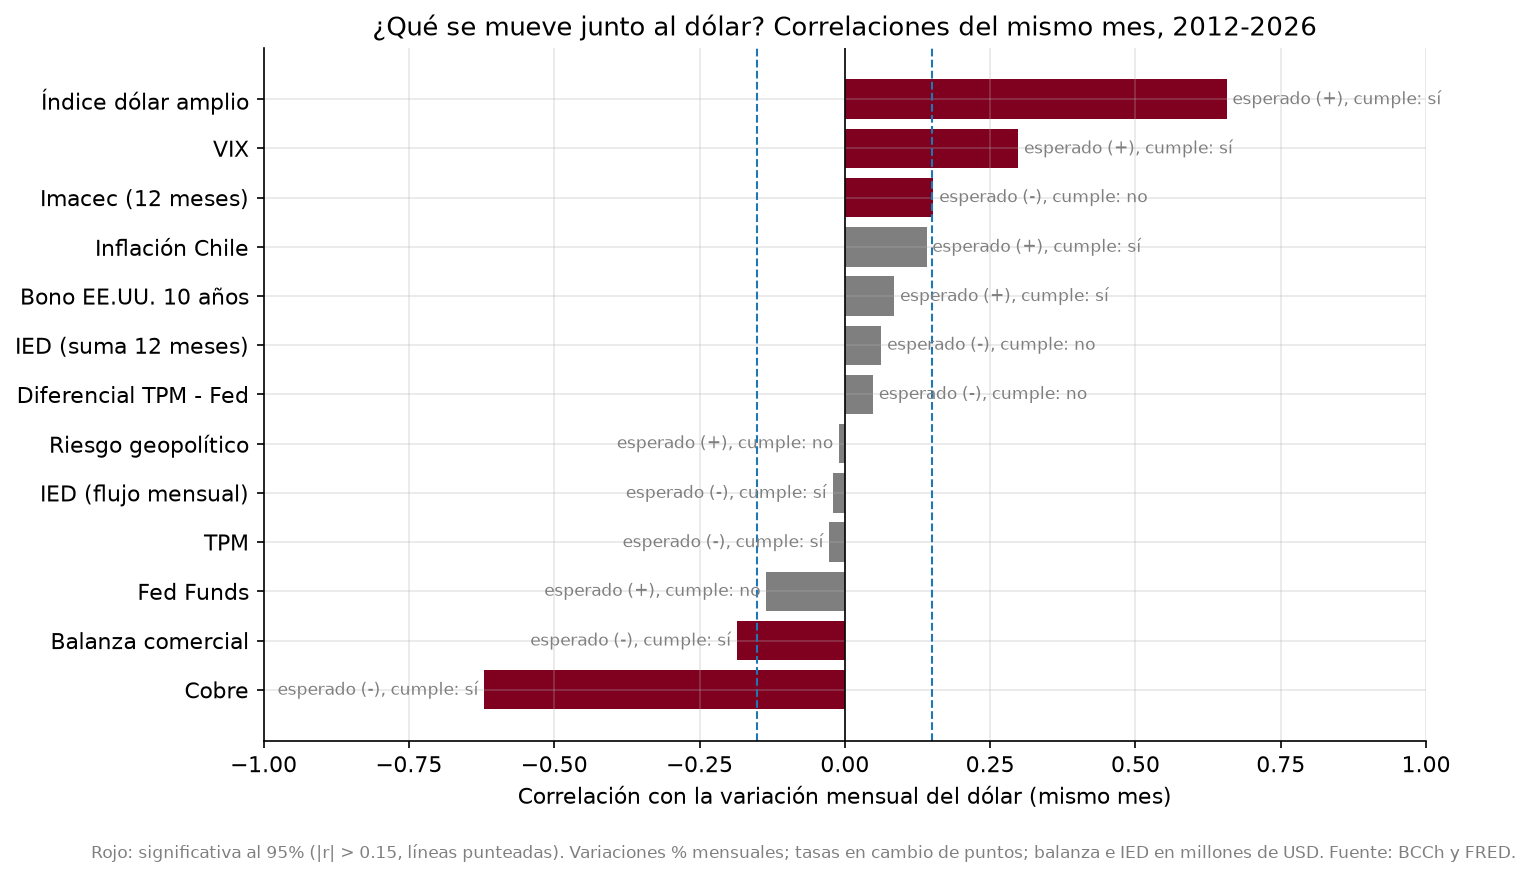 ¿Qué se mueve junto al dólar? Correlaciones del mismo mes, 2012-2026
Índice dólar amplio esperado (+), cumple: sí
VIX esperado (+), cumple: sí
Imacec (12 meses) esperado (-), cumple: no
Inflación Chile esperado (+), cumple: sí
Bono EE.UU. 10 años esperado (+), cumple: sí
IED (suma 12 meses) esperado (-), cumple: no
Diferencial TPM - Fed esperado (-), cumple: no
Riesgo geopolítico esperado (+), cumple: no
IED (flujo mensual) esperado (-), cumple: sí
TPM esperado (-), cumple: sí
Fed Funds esperado (+), cumple: no
Balanza comercial esperado (-), cumple: sí
Cobre esperado (-), cumple: sí
−1.00 −0.75 −0.50 −0.25 0.00 0.25 0.50 0.75 1.00
Correlación con la variación mensual del dólar (mismo mes)
Rojo: significativa al 95% (|r| > 0.15, líneas punteadas). Variaciones % mensuales; tasas en cambio de puntos; balanza e IED en millones de USD. Fuente: BCCh y FRED.